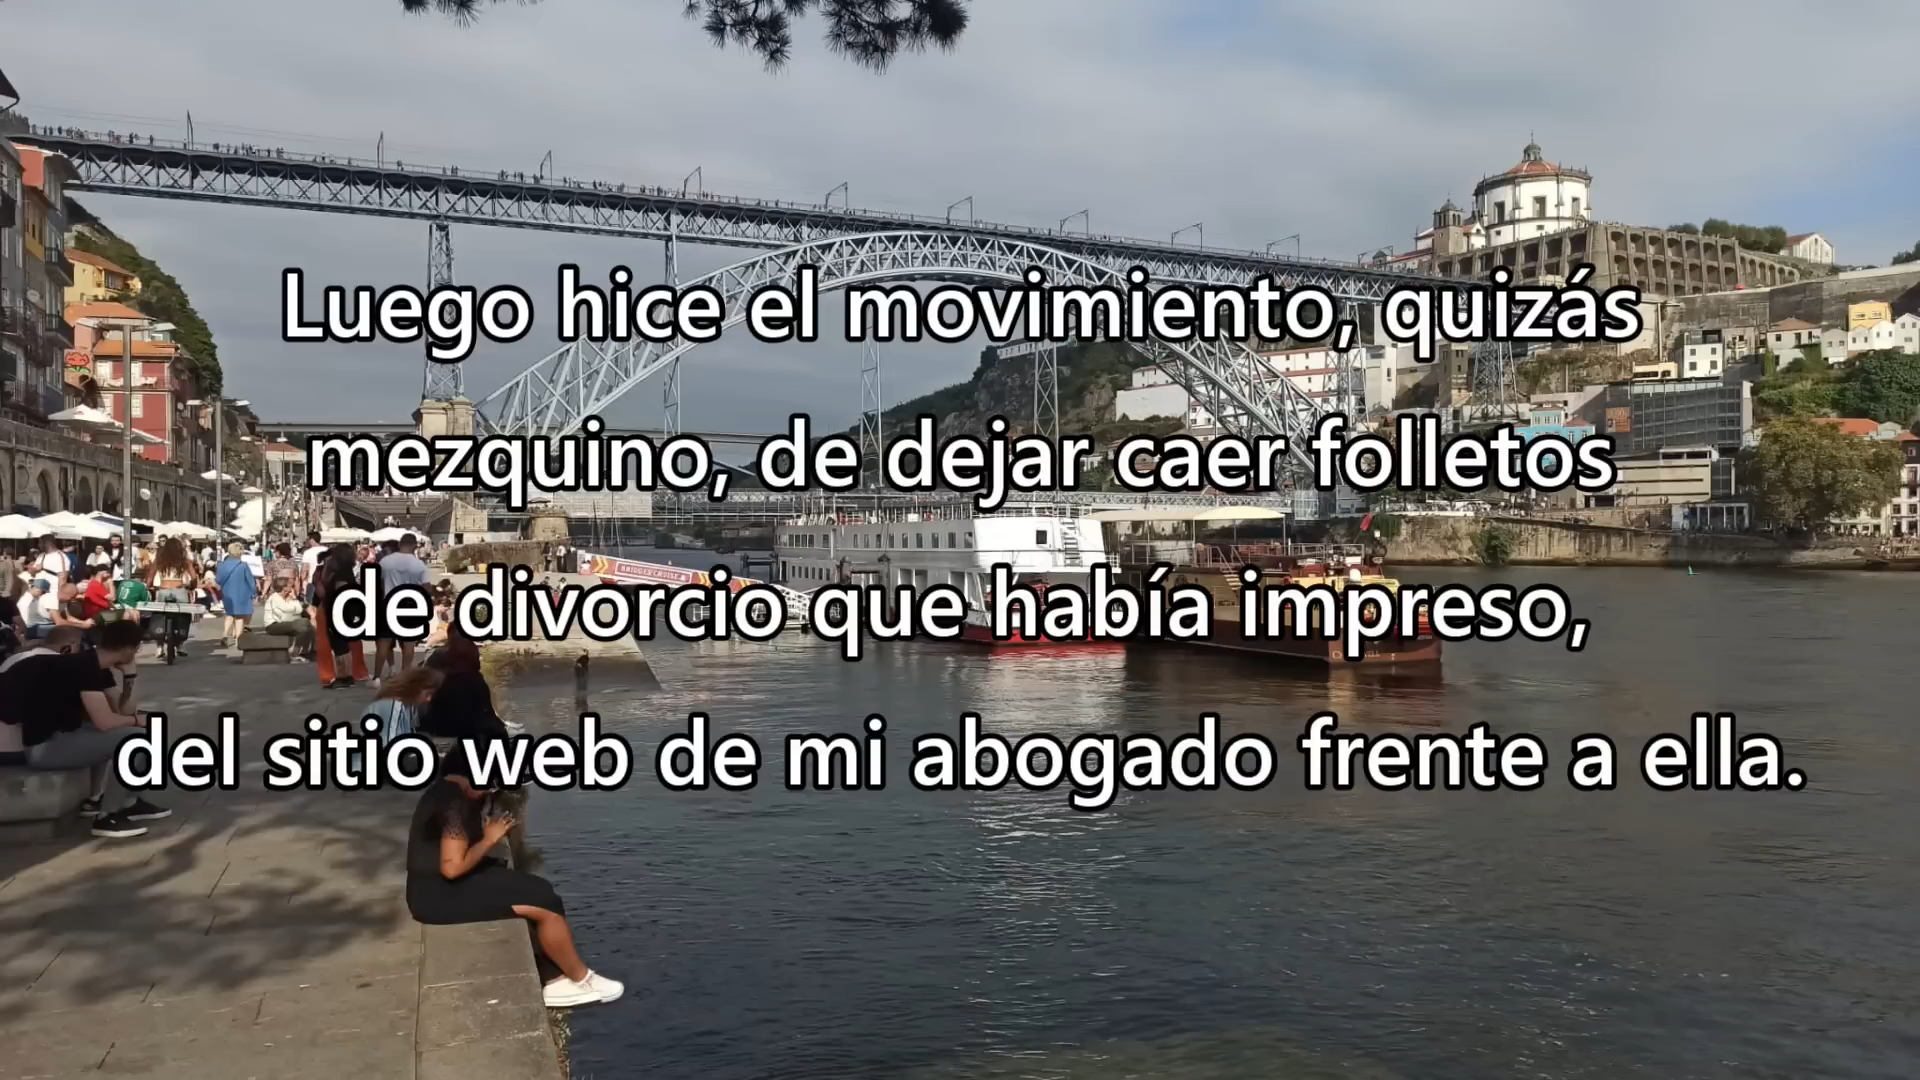 Luego hice el movimiento, quizás
mezquino, de dejar caer folletos
de divorcio que había impreso,
del sitio web de mi abogado frente a ella.